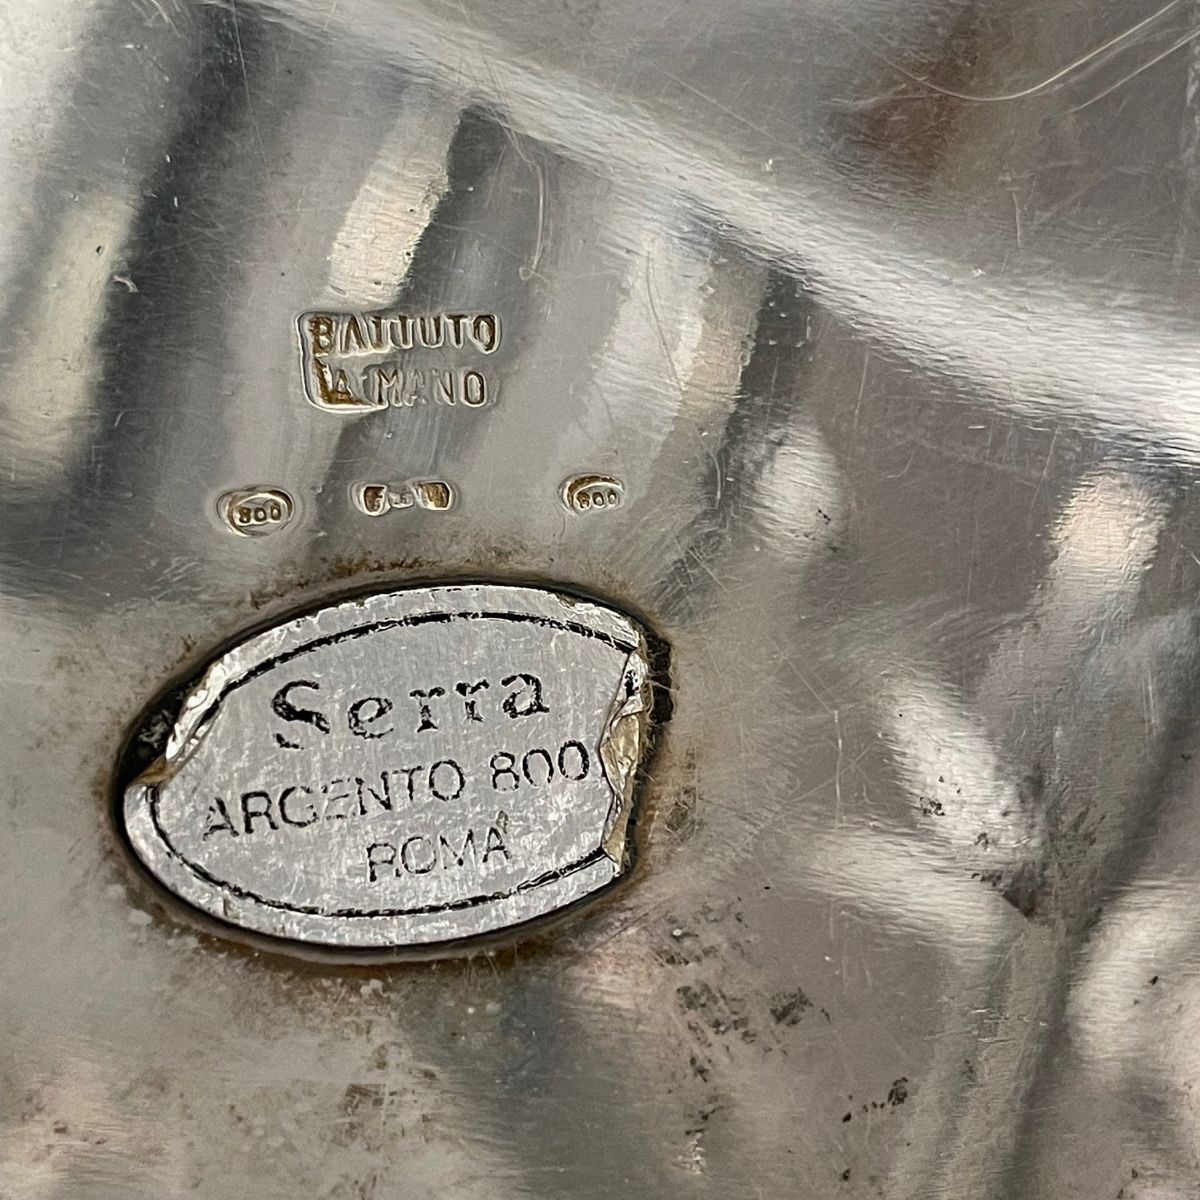 BATTUTO
A MANO
800
800
Serra
ARGENTO 800
ROMA